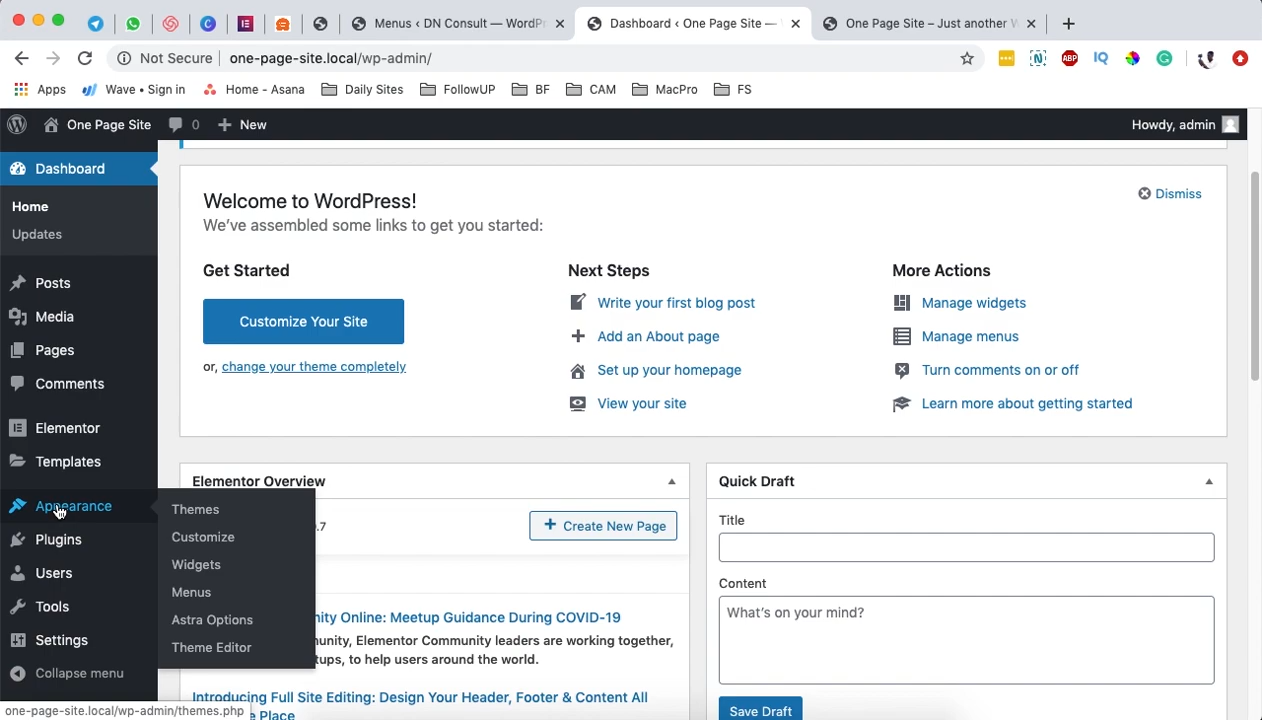 Menus < DN Consult — WordPr
Dashboard < One Page Site —
One Page Site – Just another W
Not Secure
one-page-site.local/wp-admin/
ABP
IQ
Apps
Wave • Sign in
Home - Asana
Daily Sites
FollowUP
BF
CAM
MacPro
FS
One Page Site
0
New
Howdy, admin
Dashboard
Home
Updates
Posts
Media
Pages
Comments
Elementor
Templates
Appearance
Plugins
Users
Tools
Settings
Collapse menu
Themes
Customize
Widgets
Menus
Astra Options
Theme Editor
Welcome to WordPress!
We've assembled some links to get you started:
Dismiss
Get Started
Customize Your Site
or, change your theme completely
Next Steps
Write your first blog post
Add an About page
Set up your homepage
View your site
More Actions
Manage widgets
Manage menus
Turn comments on or off
Learn more about getting started
Elementor Overview
.7
Create New Page
nity Online: Meetup Guidance During COVID-19
munity, Elementor Community leaders are working together,
tups, to help users around the world.
Introducing Full Site Editing: Design Your Header, Footer & Content All
Place
Quick Draft
Title
Content
What's on your mind?
Save Draft
one-page-site.local/wp-admin/themes.php